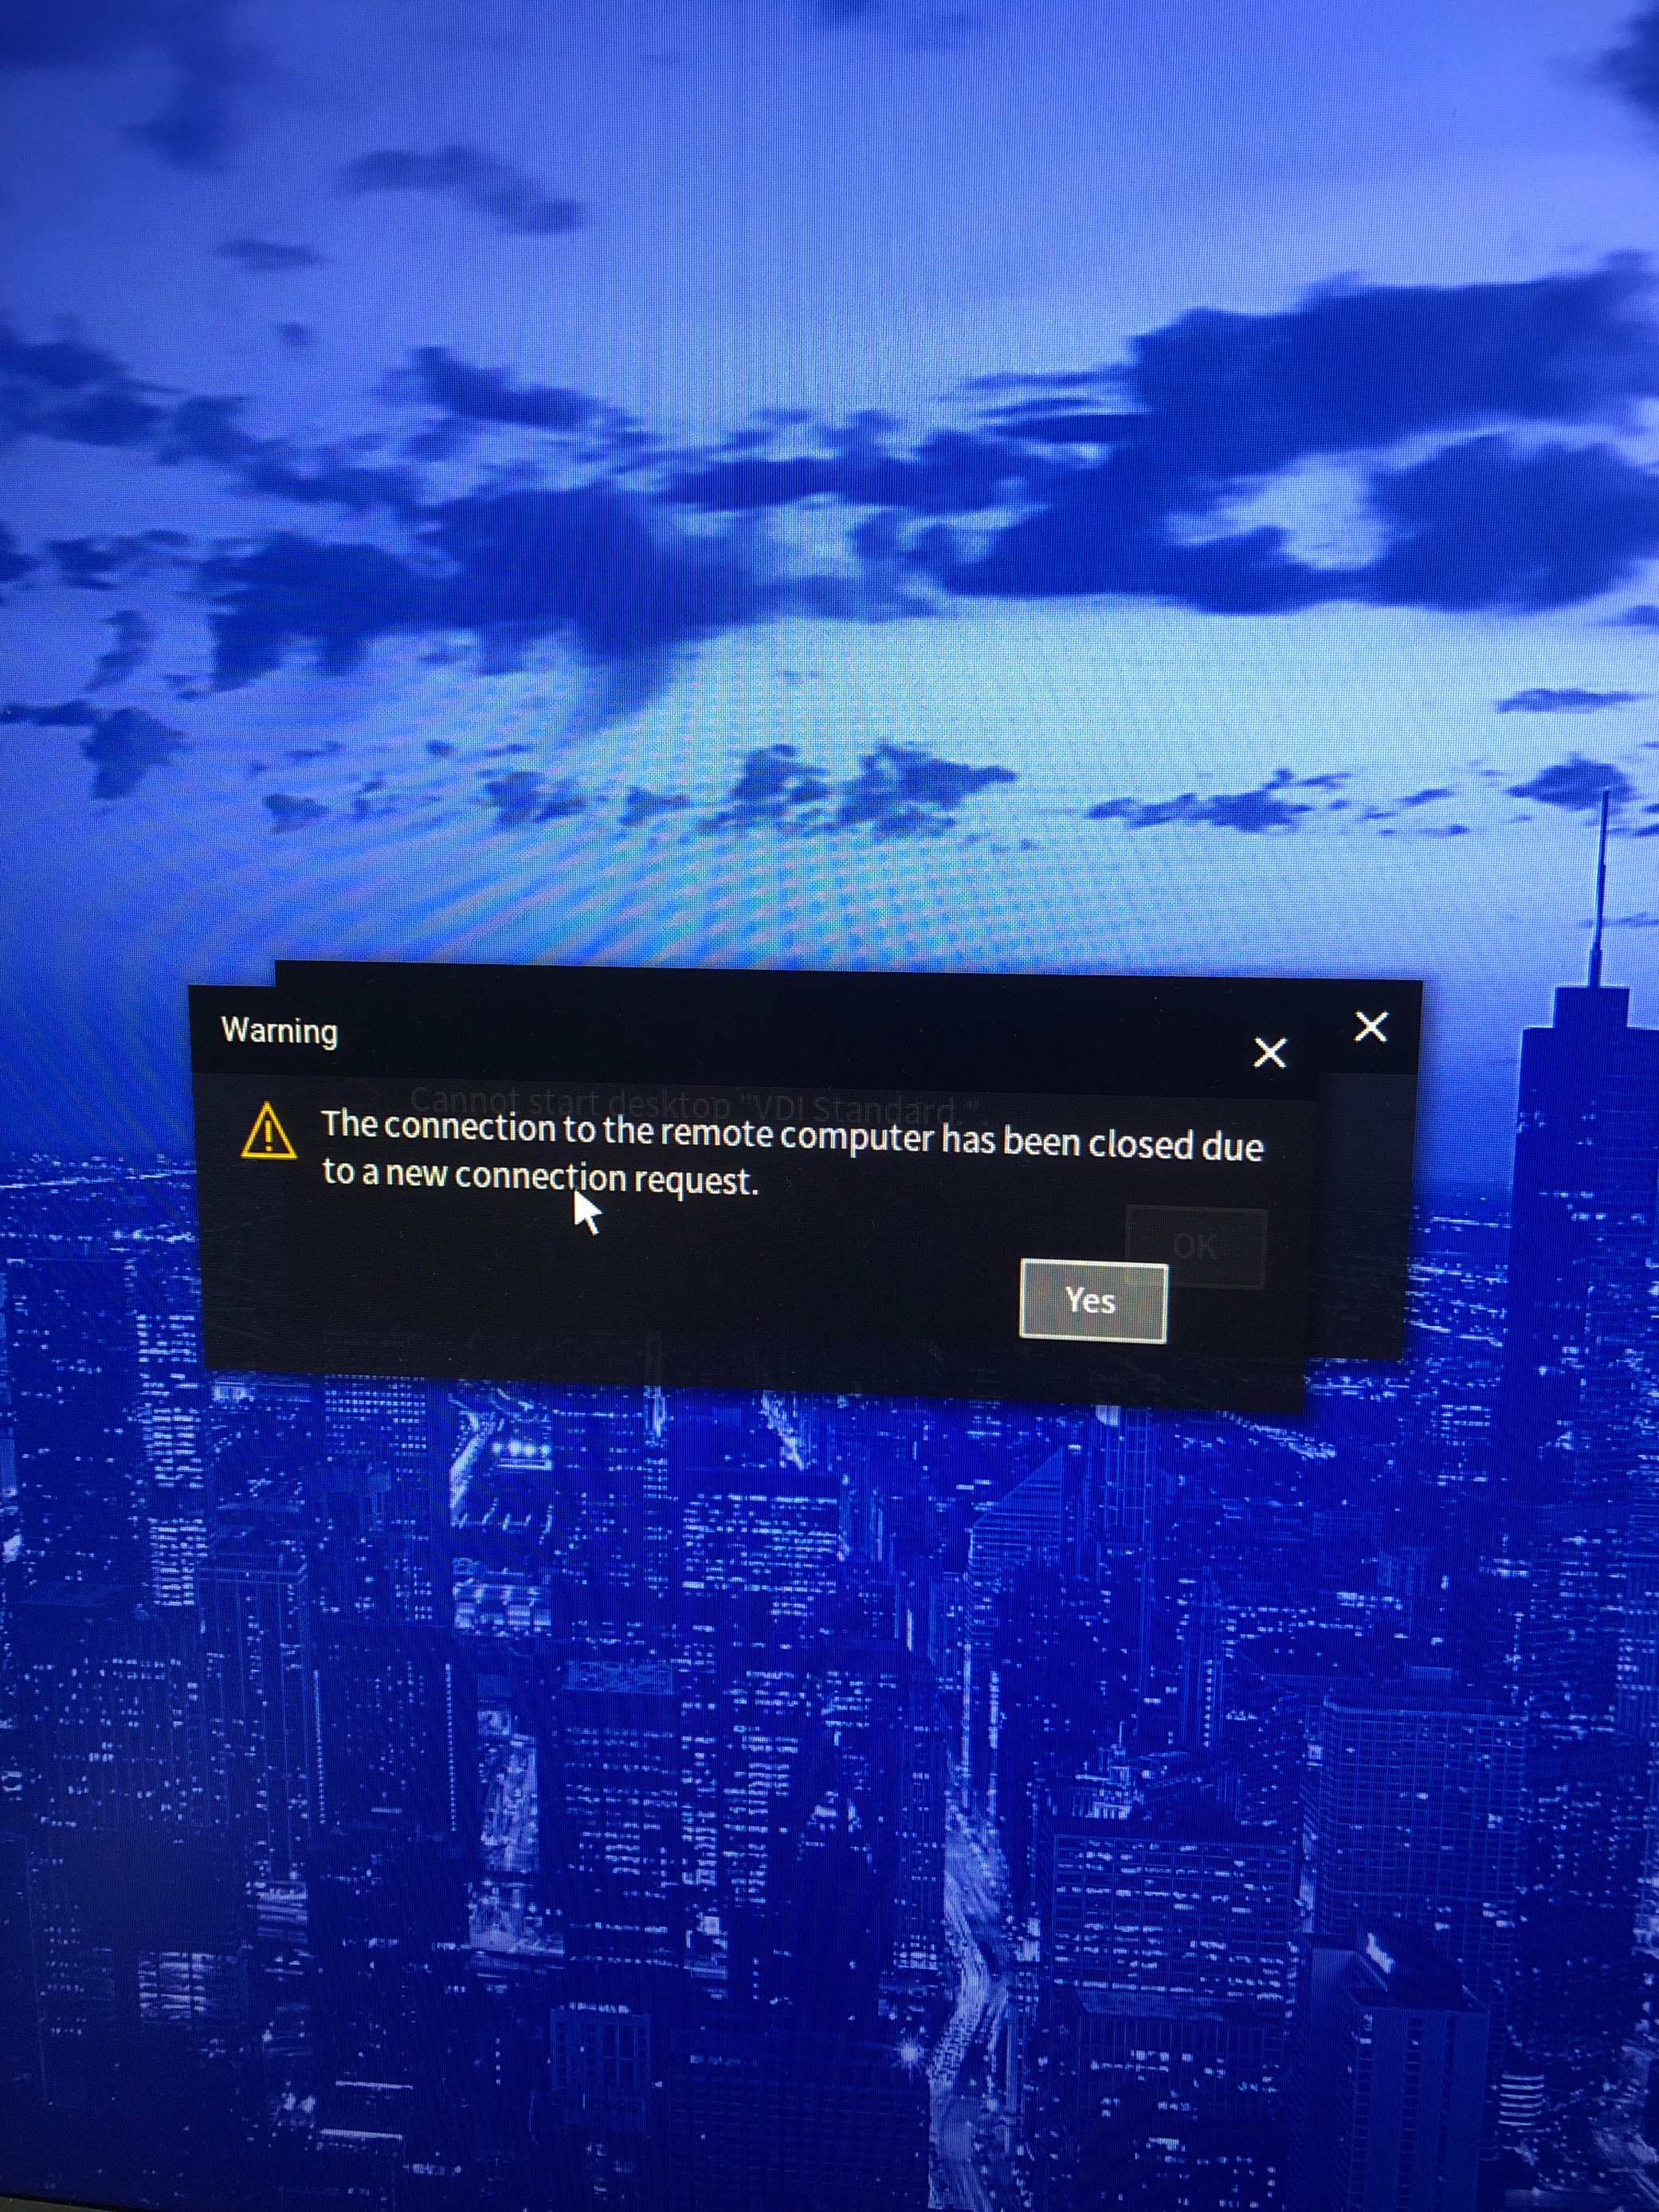 Warning
Cannot start desktop "VDI Standard.".
The connection to the remote computer has been closed due
to a new connection request.
OK
Yes